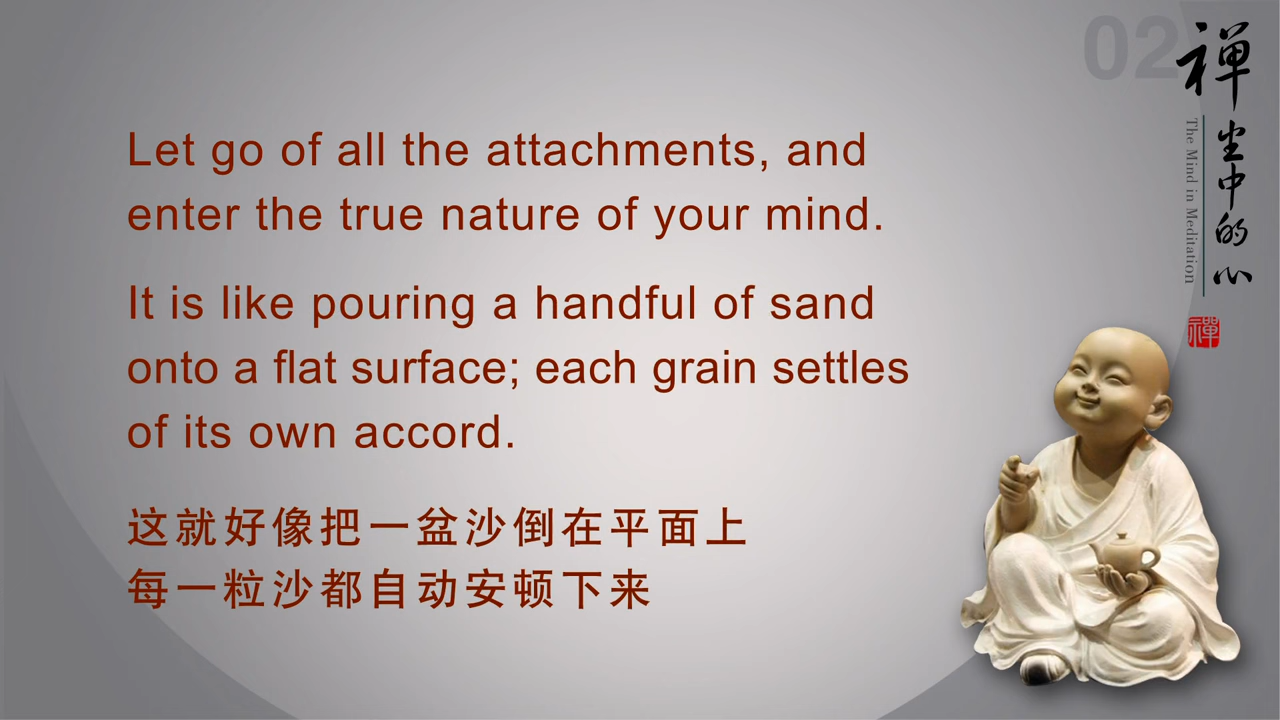 Let go of all the attachments, and
enter the true nature of your mind.
It is like pouring a handful of sand
onto a flat surface; each grain settles
of its own accord.
这就好像把一盆沙倒在平面上
每一粒沙都自动安顿下来
02
禅
坐中的心
The Mind in Meditation
禪